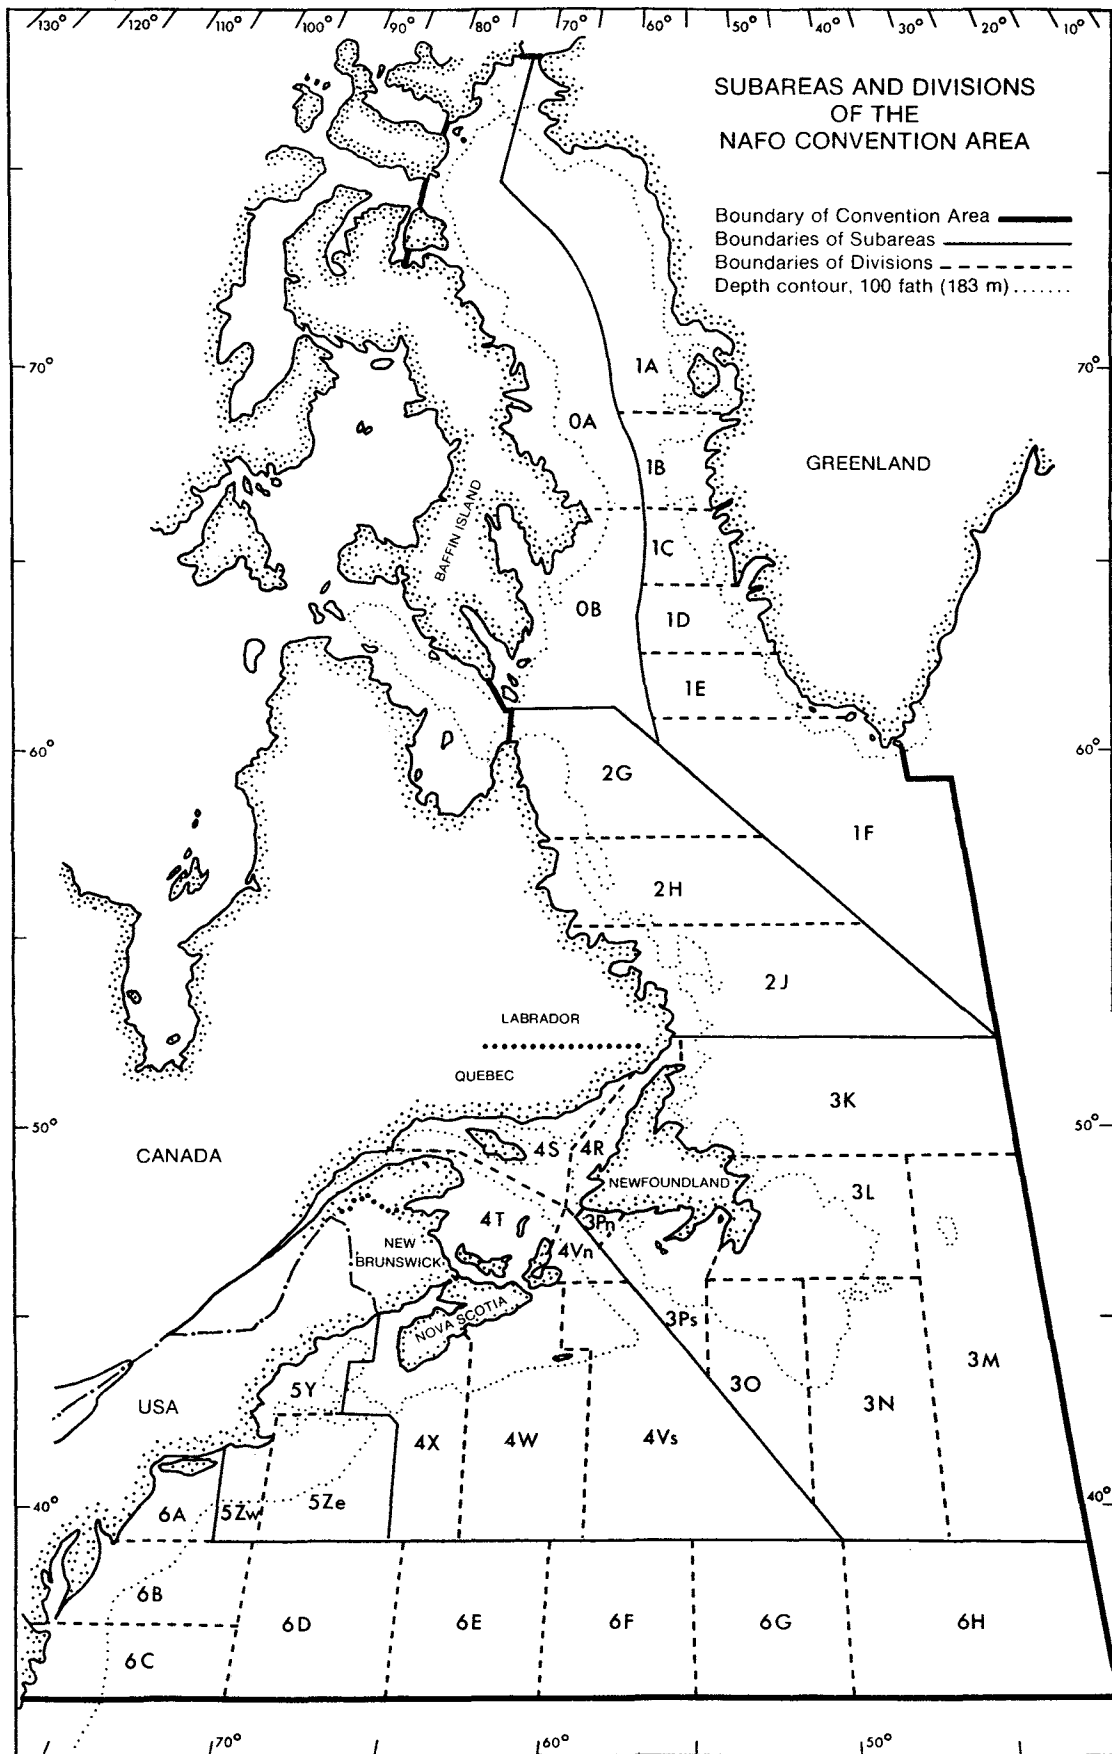 130° 120° 110° 100° 90° 80° 70° 60° 50° 40° 30° 20° 10°
SUBAREAS AND DIVISIONS
OF THE
NAFO CONVENTION AREA
Boundary of Convention Area
Boundaries of Subareas
Boundaries of Divisions
Depth contour, 100 fath (183 m)
70° 70°
1A
0A
1B
GREENLAND
BAFFIN ISLAND
1C
0B
1D
1E
60° 60°
2G
1F
2H
2J
LABRADOR
QUEBEC
3K
50° 50°
CANADA
4S 4R
NEWFOUNDLAND
3L
4T
3Pn
NEW
BRUNSWICK
4Vn
NOVA SCOTIA
3Ps
3M
5Y
3O
3N
USA
4X 4W 4Vs
40° 40°
6A 5Zw 5Ze
6B
6D 6E 6F 6G 6H
6C
70° 60° 50°